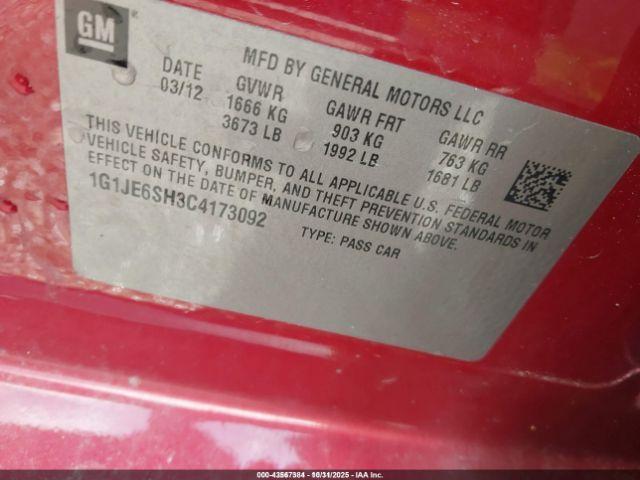 GM
MFD BY GENERAL MOTORS LLC
DATE GVWR GAWR FRT GAWR RR
03/12 1666 KG 903 KG 763 KG
3673 LB 1992 LB 1681 LB
THIS VEHICLE CONFORMS TO ALL APPLICABLE U.S. FEDERAL MOTOR
VEHICLE SAFETY, BUMPER, AND THEFT PREVENTION STANDARDS IN
EFFECT ON THE DATE OF MANUFACTURE SHOWN ABOVE.
1G1JE6SH3C4173092
TYPE: PASS CAR
000-43567384 - 10/31/2025 - IAA Inc.